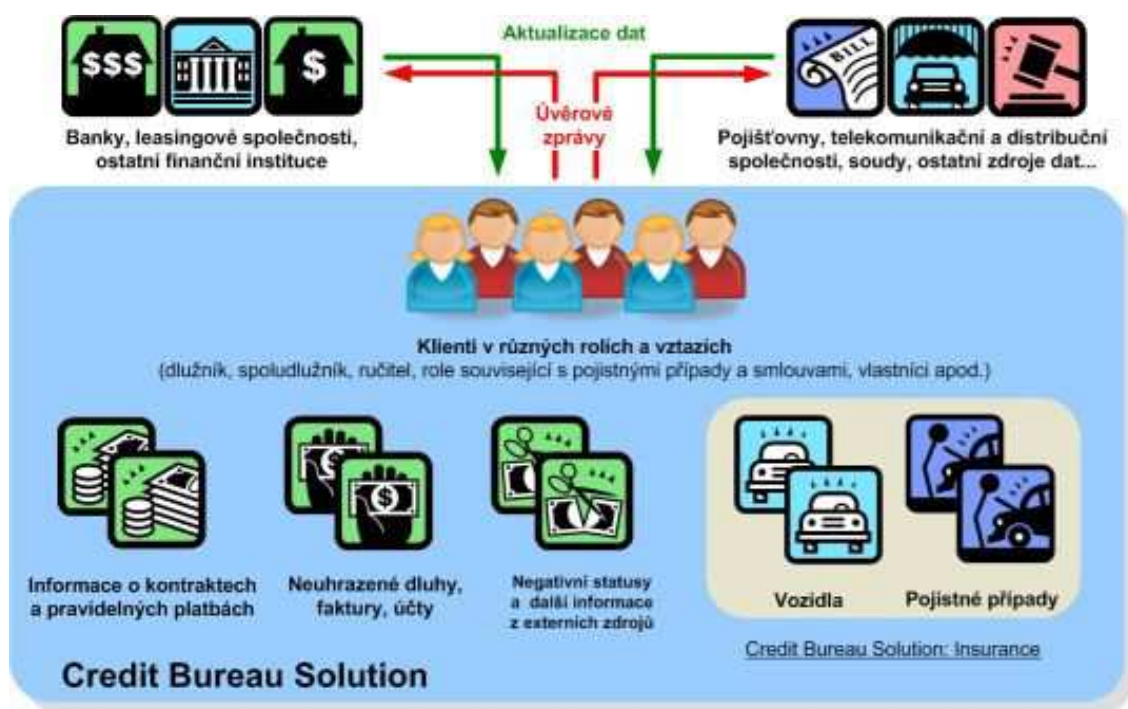 Aktualizace dat
$$$
$
BILL
Úvěrové
zprávy
Banky, leasingové společnosti,
ostatní finanční instituce
Pojišťovny, telekomunikační a distribuční
společnosti, soudy, ostatní zdroje dat...
Klienti v různých rolích a vztazích
(dlužník, spoludlužník, ručitel, role související s pojistnými případy a smlouvami, vlastníci apod.)
$
$
Informace o kontraktech
a pravidelných platbách
Neuhrazené dluhy,
faktury, účty
Negativní statusy
a další informace
z externích zdrojů
Vozidla
Pojistné případy
Credit Bureau Solution: Insurance
Credit Bureau Solution